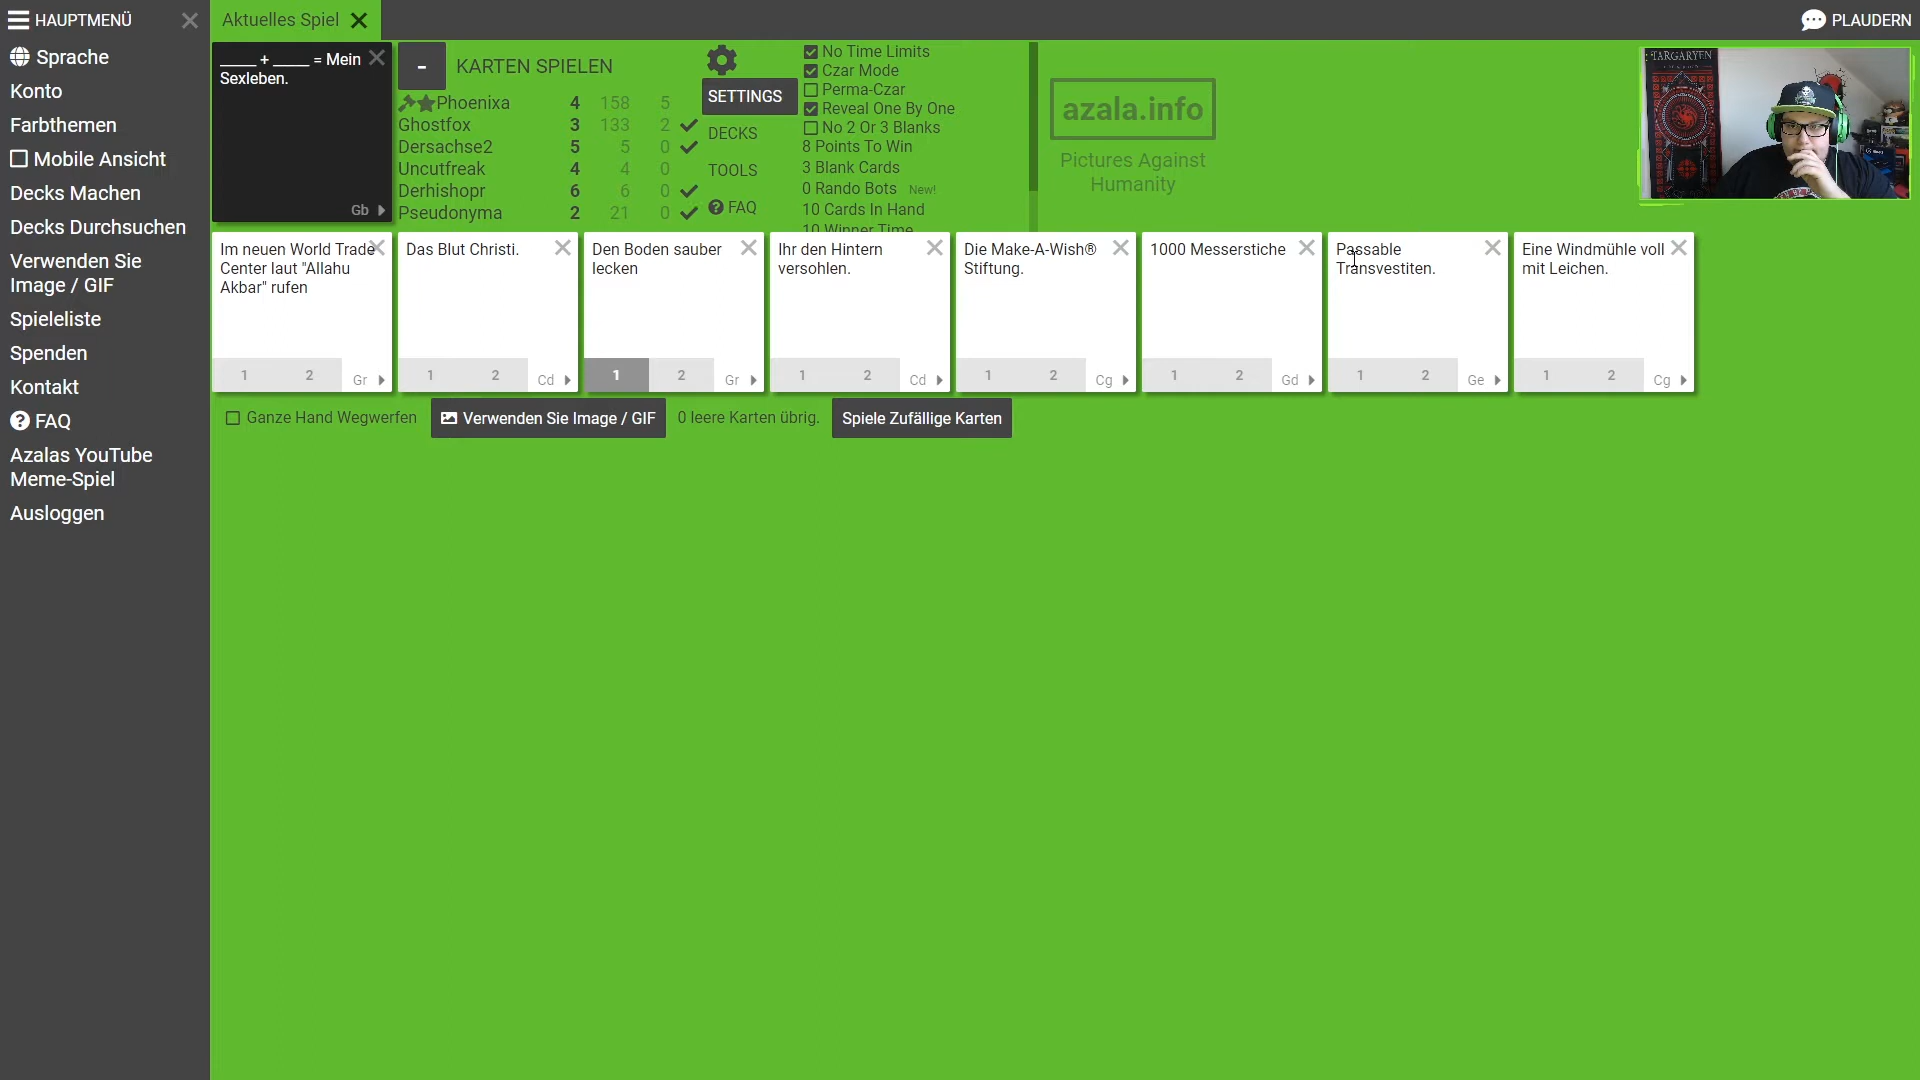 HAUPTMENÜ
Sprache
Konto
Farbthemen
Mobile Ansicht
Decks Machen
Decks Durchsuchen
Verwenden Sie
Image / GIF
Spieleliste
Spenden
Kontakt
FAQ
Azalas YouTube
Meme-Spiel
Ausloggen
Aktuelles Spiel
PLAUDERN
____ + ____ = Mein
Sexleben.
Gb
- KARTEN SPIELEN
Phoenixa 4 158 5
Ghostfox 3 133 2
Dersachse2 5 5 0
Uncutfreak 4 4 0
Derhishopr 6 6 0
Pseudonyma 2 21 0
SETTINGS
DECKS
TOOLS
FAQ
No Time Limits
Czar Mode
Perma-Czar
Reveal One By One
No 2 Or 3 Blanks
8 Points To Win
3 Blank Cards
0 Rando Bots New!
10 Cards In Hand
10 Winner Time
azala.info
Pictures Against
Humanity
TARGARYEN
Im neuen World Trade
Center laut "Allahu
Akbar" rufen
1 2 Gr
Das Blut Christi.
1 2 Cd
Den Boden sauber
lecken
1 2 Gr
Ihr den Hintern
versohlen.
1 2 Cd
Die Make-A-Wish®
Stiftung.
1 2 Cg
1000 Messerstiche
1 2 Gd
Passable
Transvestiten.
1 2 Ge
Eine Windmühle voll
mit Leichen.
1 2 Cg
Ganze Hand Wegwerfen
Verwenden Sie Image / GIF
0 leere Karten übrig.
Spiele Zufällige Karten